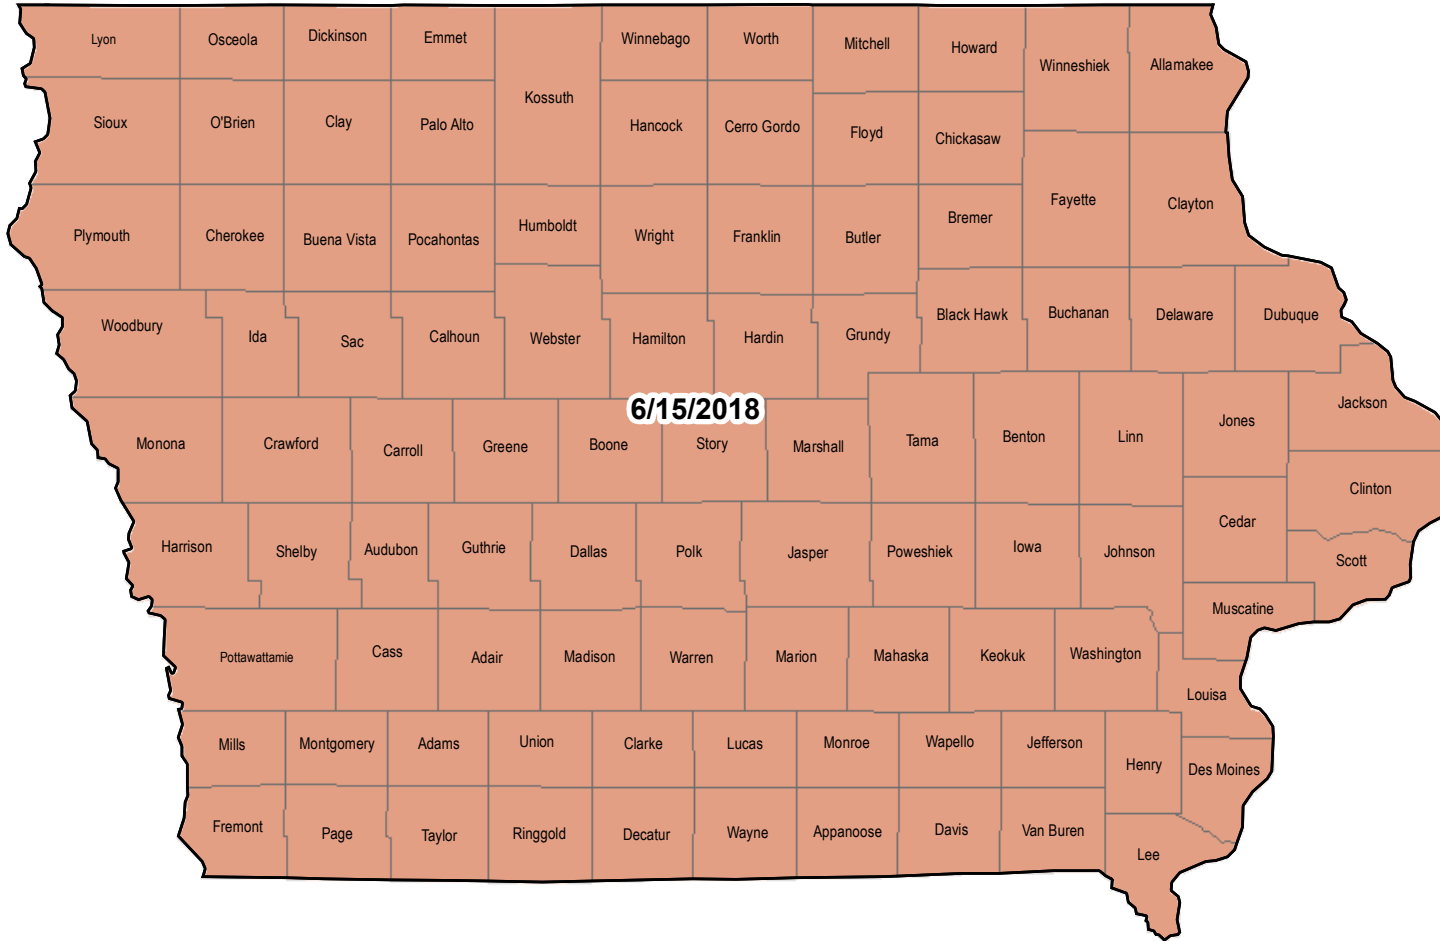 Lyon
Osceola
Dickinson
Emmet
Kossuth
Winnebago
Worth
Mitchell
Howard
Winneshiek
Allamakee
Sioux
O'Brien
Clay
Palo Alto
Hancock
Cerro Gordo
Floyd
Chickasaw
Fayette
Clayton
Plymouth
Cherokee
Buena Vista
Pocahontas
Humboldt
Wright
Franklin
Butler
Bremer
Woodbury
Ida
Sac
Calhoun
Webster
Hamilton
Hardin
Grundy
Black Hawk
Buchanan
Delaware
Dubuque
6/15/2018
Monona
Crawford
Carroll
Greene
Boone
Story
Marshall
Tama
Benton
Linn
Jones
Jackson
Clinton
Harrison
Shelby
Audubon
Guthrie
Dallas
Polk
Jasper
Poweshiek
Iowa
Johnson
Cedar
Scott
Muscatine
Pottawattamie
Cass
Adair
Madison
Warren
Marion
Mahaska
Keokuk
Washington
Louisa
Mills
Montgomery
Adams
Union
Clarke
Lucas
Monroe
Wapello
Jefferson
Henry
Des Moines
Fremont
Page
Taylor
Ringgold
Decatur
Wayne
Appanoose
Davis
Van Buren
Lee